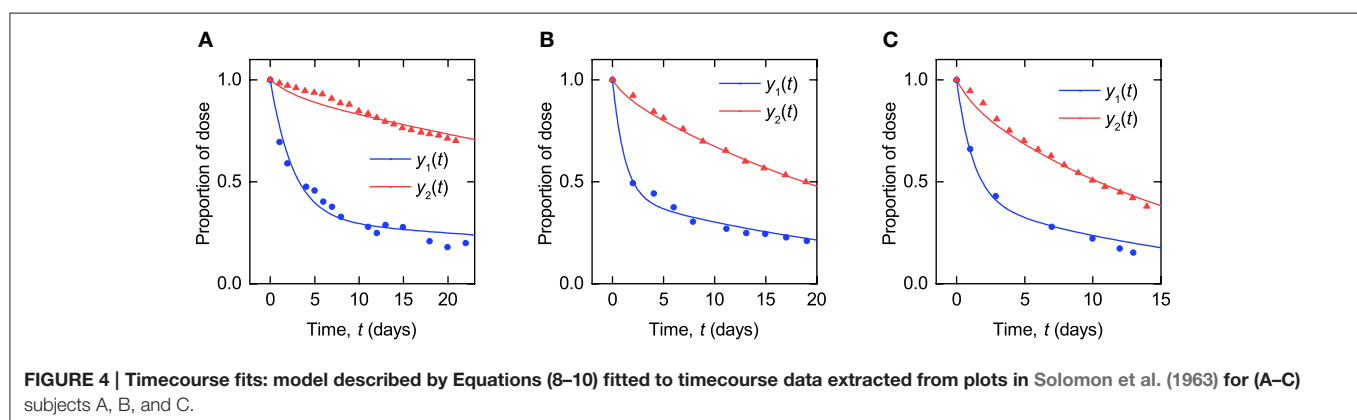 A
B
C
Proportion of dose
1.0
0.5
0.0
y₁(t)
y₂(t)
0 5 10 15 20
Time, t (days)
Proportion of dose
1.0
0.5
0.0
y₁(t)
y₂(t)
0 5 10 15 20
Time, t (days)
Proportion of dose
1.0
0.5
0.0
y₁(t)
y₂(t)
0 5 10 15
Time, t (days)
FIGURE 4 | Timecourse fits: model described by Equations (8–10) fitted to timecourse data extracted from plots in Solomon et al. (1963) for (A–C)
subjects A, B, and C.